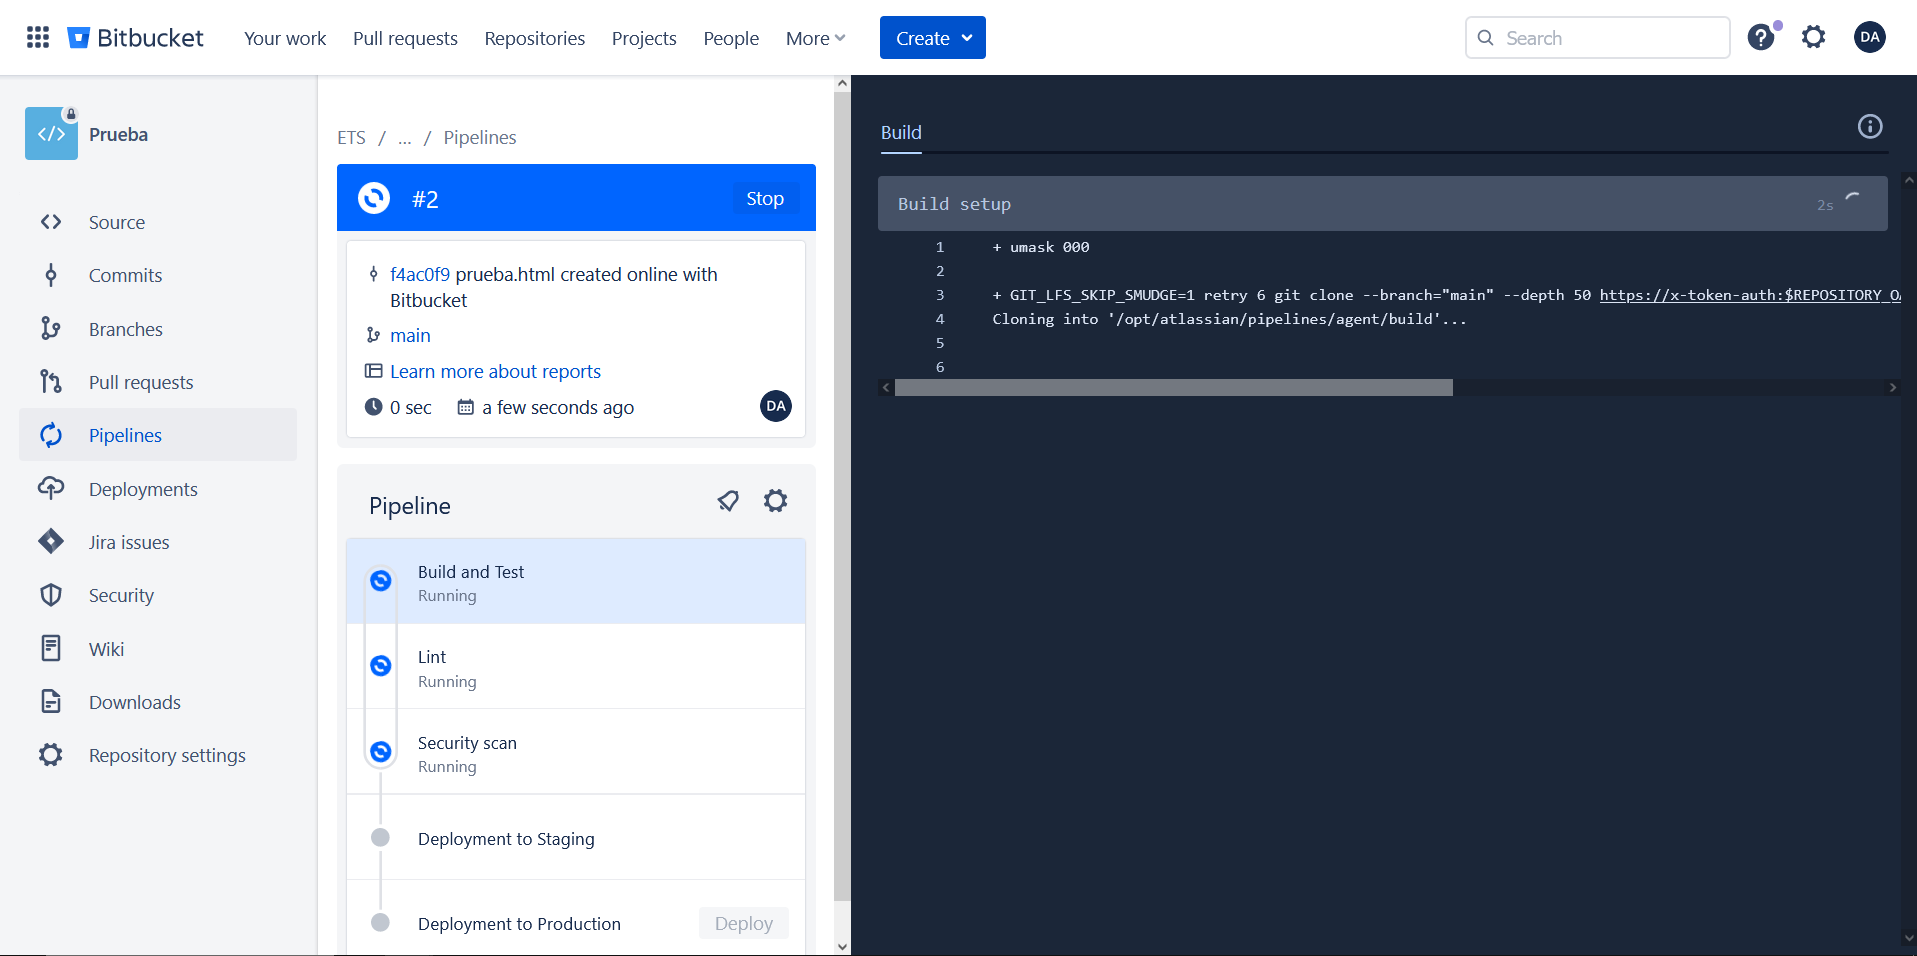 Bitbucket
Your work
Pull requests
Repositories
Projects
People
More
Create
Search
DA
Prueba
Source
Commits
Branches
Pull requests
Pipelines
Deployments
Jira issues
Security
Wiki
Downloads
Repository settings
ETS / ... / Pipelines
#2
Stop
f4ac0f9 prueba.html created online with
Bitbucket
main
Learn more about reports
0 sec
a few seconds ago
DA
Pipeline
Build and Test
Running
Lint
Running
Security scan
Running
Deployment to Staging
Deployment to Production
Deploy
Build
Build setup
2s
1 + umask 000
2
3 + GIT_LFS_SKIP_SMUDGE=1 retry 6 git clone --branch="main" --depth 50 https://x-token-auth:$REPOSITORY_OA
4 Cloning into '/opt/atlassian/pipelines/agent/build'...
5
6